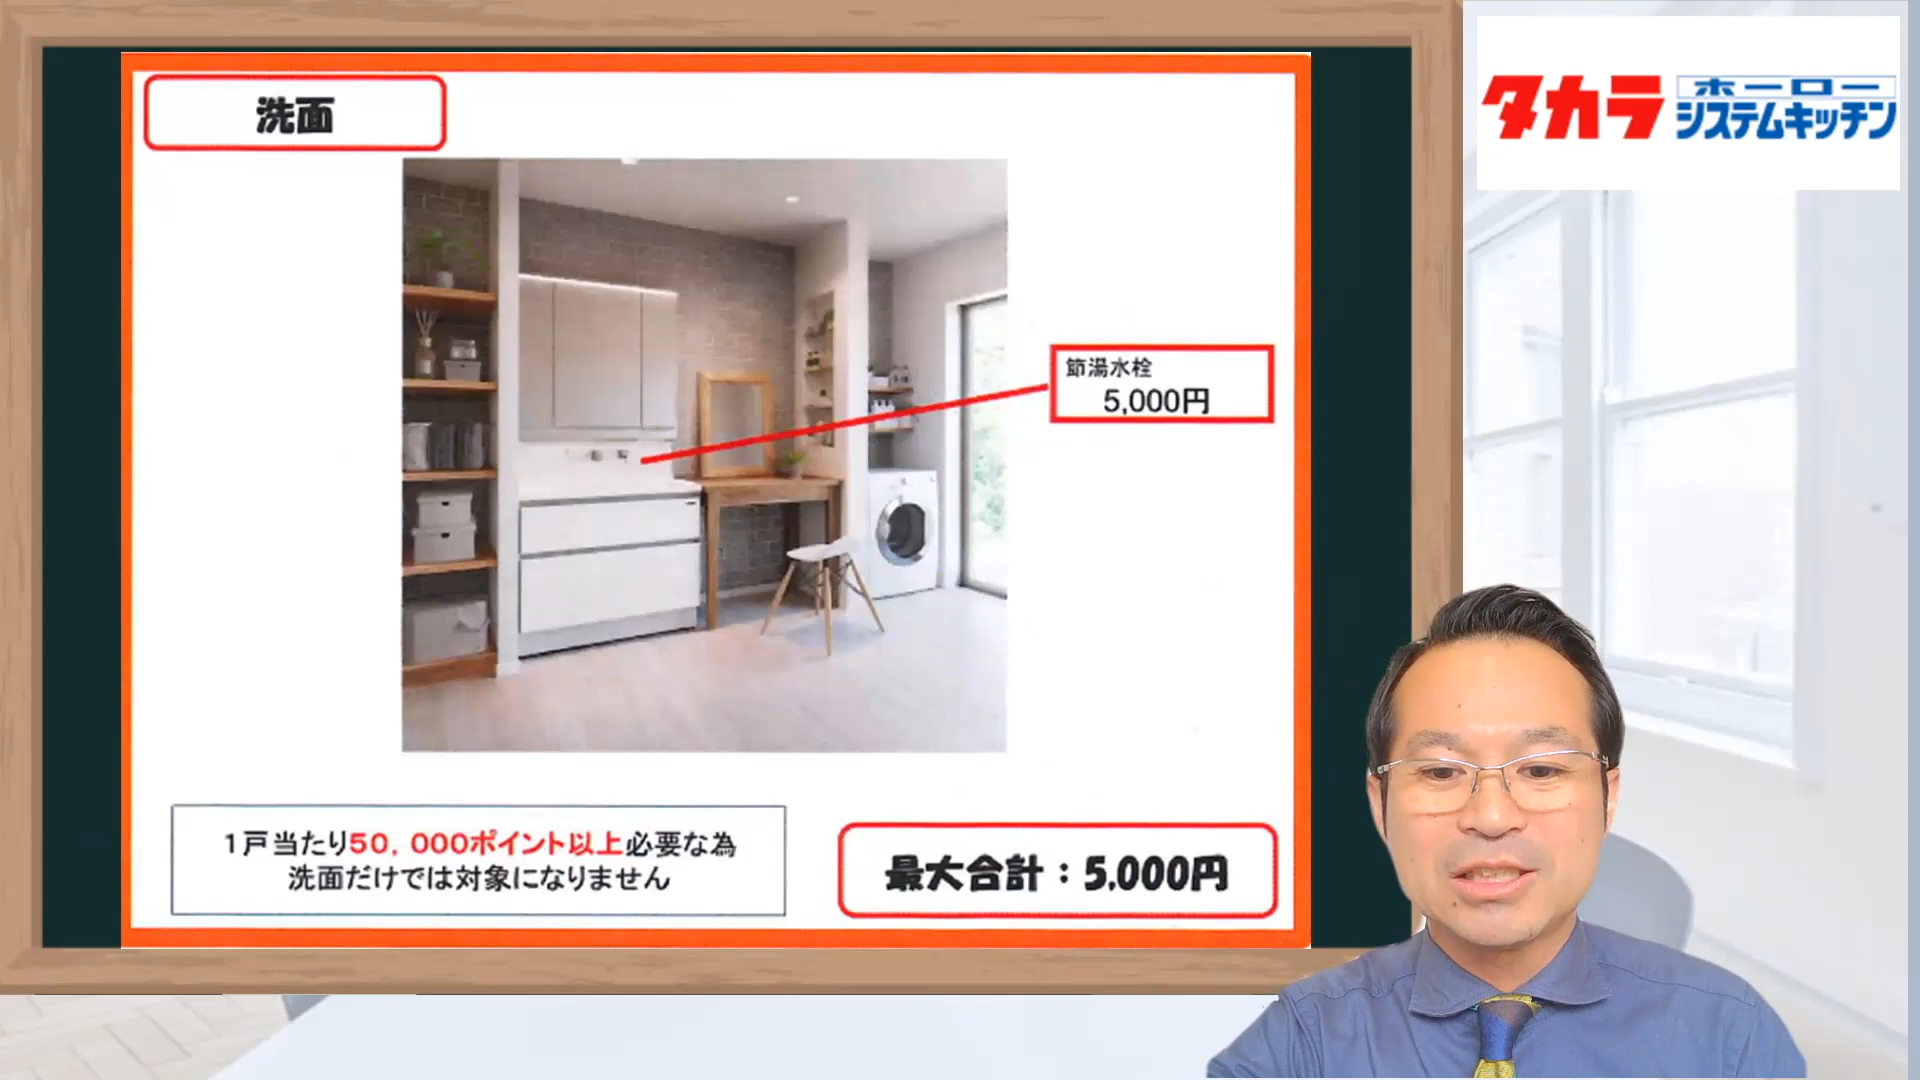 洗面
節湯水栓
5,000円
1戸当たり50,000ポイント以上必要な為
洗面だけでは対象になりません
最大合計：5,000円
タカラ
ホーロー
システムキッチン